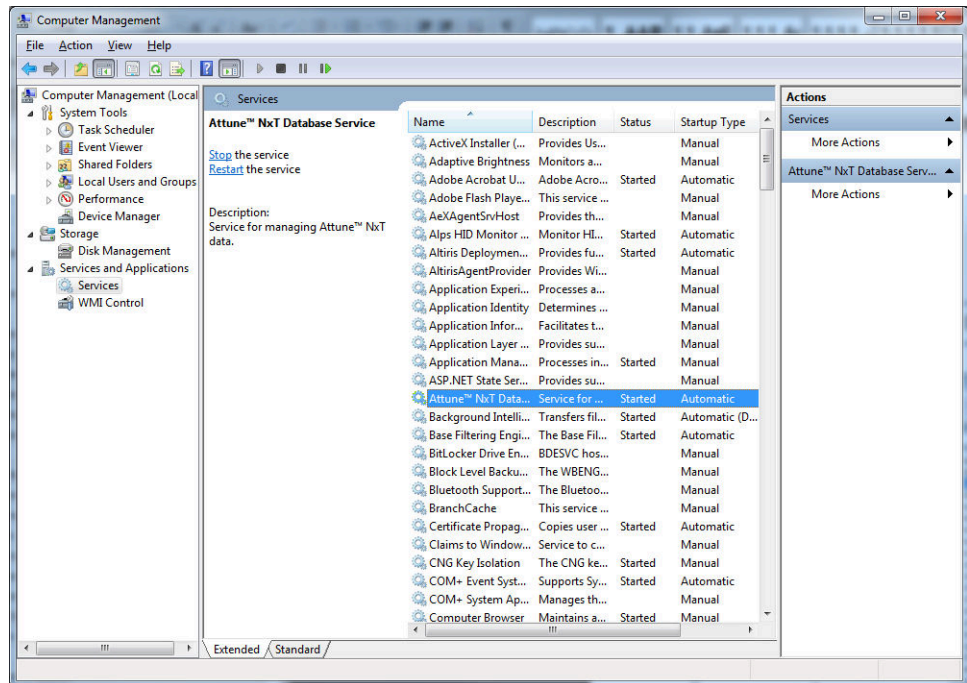 Computer Management
File Action View Help
Computer Management (Local
System Tools
Task Scheduler
Event Viewer
Shared Folders
Local Users and Groups
Performance
Device Manager
Storage
Disk Management
Services and Applications
Services
WMI Control
Services
Attune™ NxT Database Service
Stop the service
Restart the service
Description:
Service for managing Attune™ NxT
data.
Name Description Status Startup Type
ActiveX Installer (... Provides Us... Manual
Adaptive Brightness Monitors a... Manual
Adobe Acrobat U... Adobe Acro... Started Automatic
Adobe Flash Playe... This service ... Manual
AeXAgentSrvHost Provides th... Manual
Alps HID Monitor ... Monitor HI... Started Automatic
Altiris Deploymen... Provides fu... Started Automatic
AltirisAgentProvider Provides Wi... Manual
Application Experi... Processes a... Manual
Application Identity Determines ... Manual
Application Infor... Facilitates t... Manual
Application Layer ... Provides su... Manual
Application Mana... Processes in... Started Manual
ASP.NET State Ser... Provides su... Manual
Attune™ NxT Data... Service for ... Started Automatic
Background Intelli... Transfers fil... Started Automatic (D...
Base Filtering Engi... The Base Fil... Started Automatic
BitLocker Drive En... BDESVC hos... Manual
Block Level Backu... The WBENG... Manual
Bluetooth Support... The Bluetoo... Manual
BranchCache This service ... Manual
Certificate Propag... Copies user ... Started Automatic
Claims to Window... Service to c... Manual
CNG Key Isolation The CNG ke... Started Manual
COM+ Event Syst... Supports Sy... Started Automatic
COM+ System Ap... Manages th... Manual
Computer Browser Maintains a... Started Manual
Extended Standard
Actions
Services
More Actions
Attune™ NxT Database Serv...
More Actions